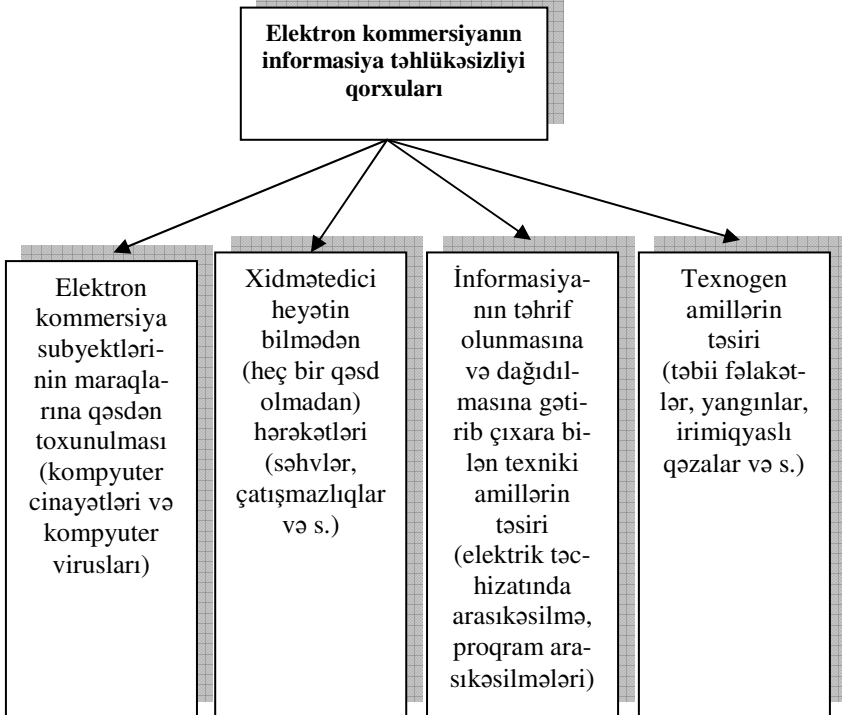 Elektron kommersiyanın
informasiya təhlükəsizliyi
qorxuları
Elektron
kommersiya
subyektləri-
nin maraqla-
rına qəsdən
toxunulması
(kompyuter
cinayətləri və
kompyuter
virusları)
Xidmətedici
heyətin
bilmədən
(heç bir qəsd
olmadan)
hərəkətləri
(səhvlər,
çatışmazlıqlar
və s.)
İnformasiya-
nın təhrif
olunmasına
və dağıdıl-
masına gəti-
rib çıxara bi-
lən texniki
amillərin
təsiri
(elektrik təc-
hizatında
arasıkəsilmə,
proqram ara-
sıkəsilmələri)
Texnogen
amillərin
təsiri
(təbii fəlakət-
lər, yangınlar,
irimiqyaslı
qəzalar və s.)